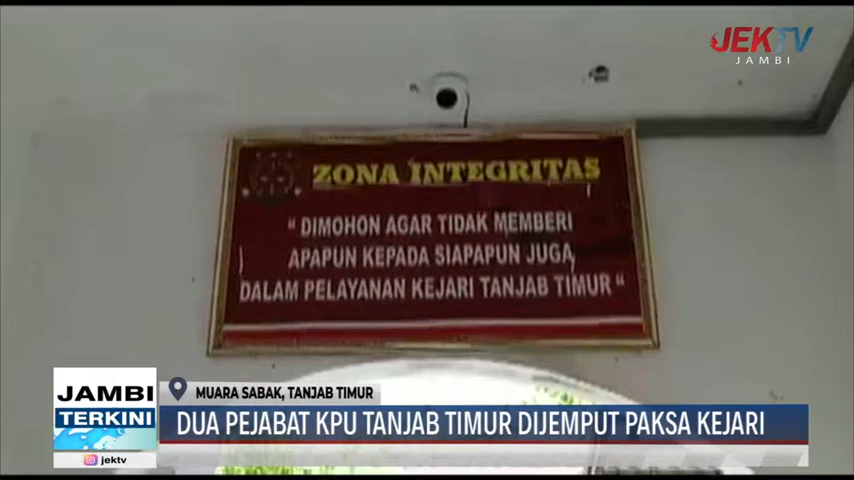 JEKTV
JAMBI
ZONA INTEGRITAS
“ DIMOHON AGAR TIDAK MEMBERI
APAPUN KEPADA SIAPAPUN JUGA
DALAM PELAYANAN KEJARI TANJAB TIMUR “
JAMBI
TERKINI
MUARA SABAK, TANJAB TIMUR
DUA PEJABAT KPU TANJAB TIMUR DIJEMPUT PAKSA KEJARI
jektv